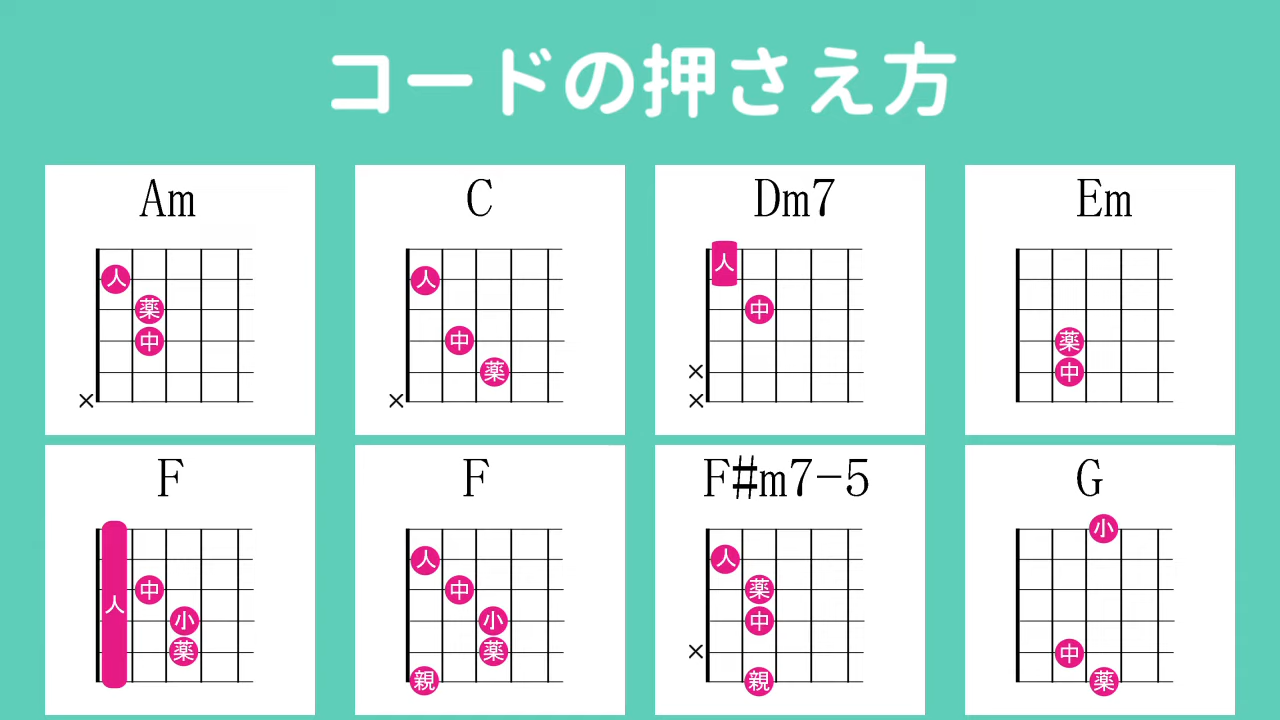 コードの押さえ方
Am
C
Dm7
Em
人
薬
中
×
人
中
薬
×
人
中
×
×
薬
中
F
F
F#m7-5
G
人
中
小
薬
人
中
小
薬
親
人
薬
中
×
親
小
中
薬